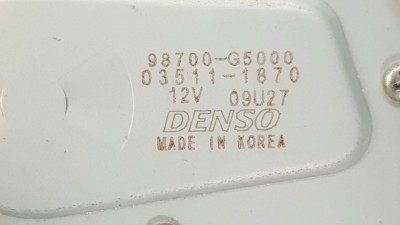 98700-G5000
03511-1870
12V 09U27
DENSO
MADE IN KOREA